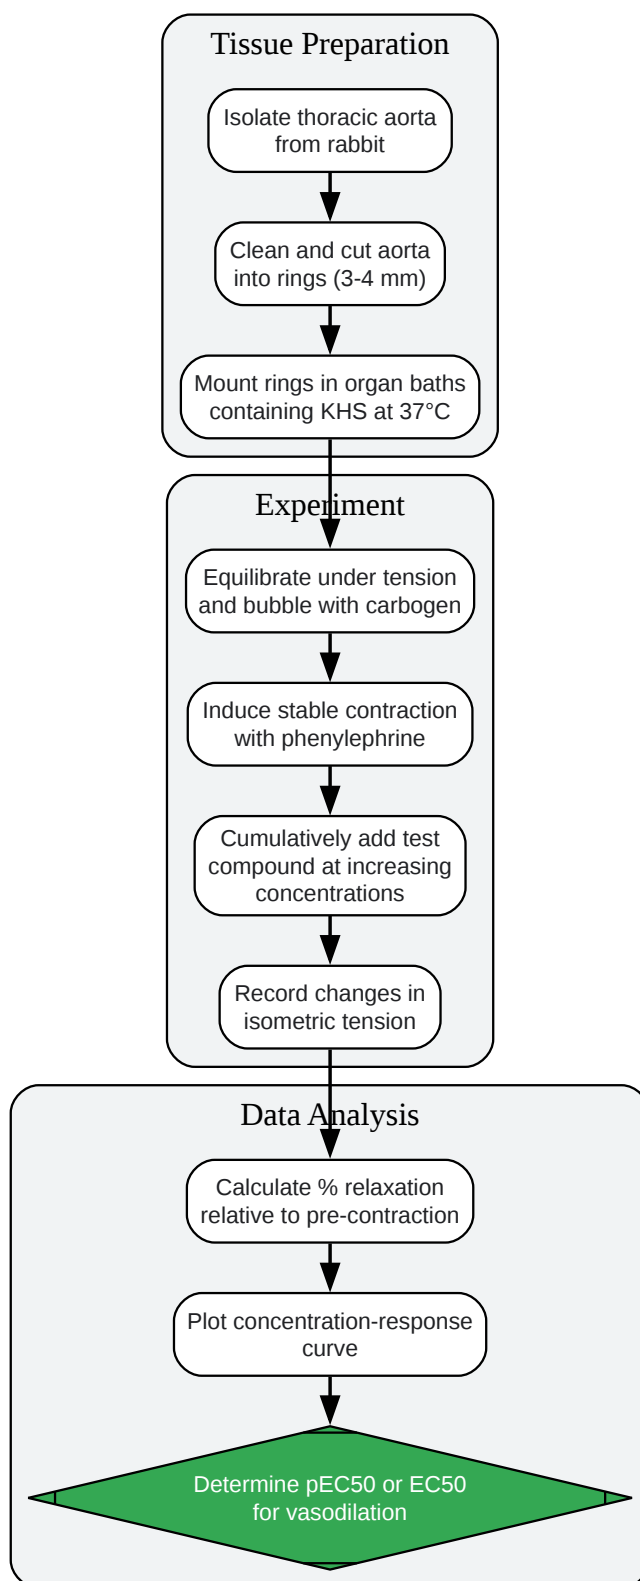 Tissue Preparation
Isolate thoracic aorta
from rabbit
Clean and cut aorta
into rings (3-4 mm)
Mount rings in organ baths
containing KHS at 37°C
Experiment
Equilibrate under tension
and bubble with carbogen
Induce stable contraction
with phenylephrine
Cumulatively add test
compound at increasing
concentrations
Record changes in
isometric tension
Data Analysis
Calculate % relaxation
relative to pre-contraction
Plot concentration-response
curve
Determine pEC50 or EC50
for vasodilation